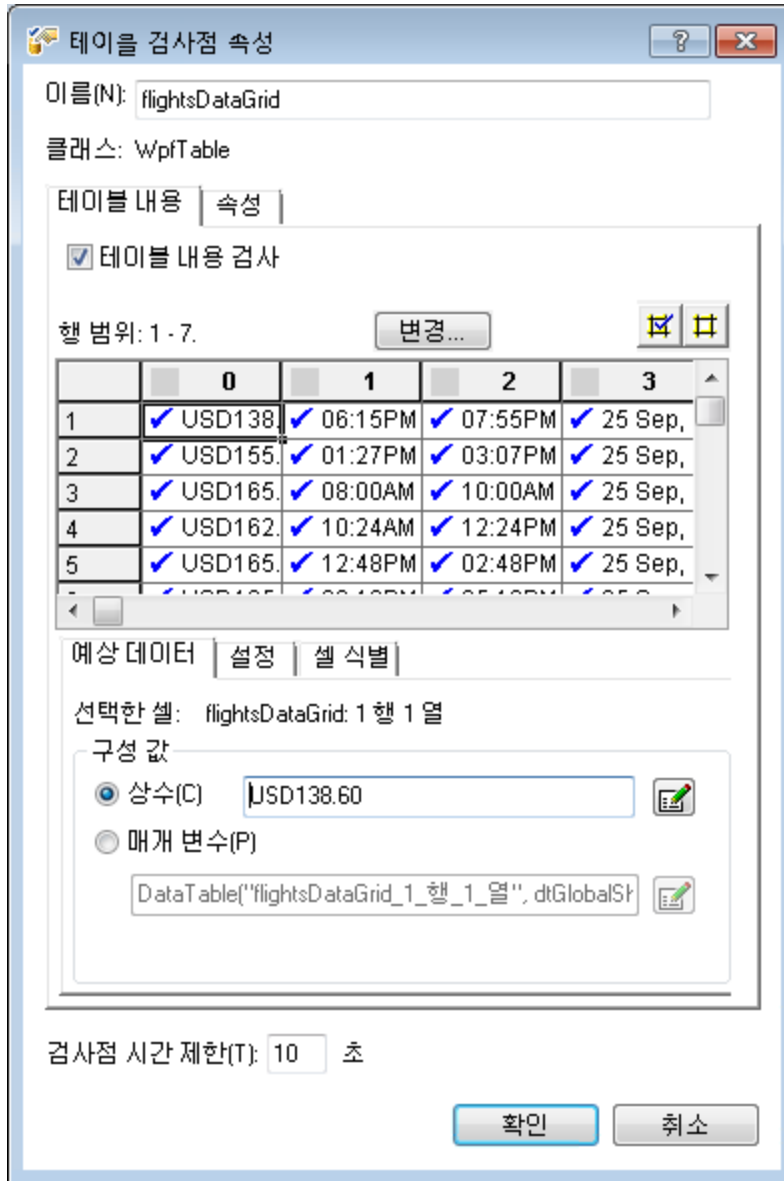 테이블 검사점 속성
이름(N): flightsDataGrid
클래스: WpfTable
테이블 내용 속성
테이블 내용 검사
행 범위: 1 - 7. 변경...
0 1 2 3
1 USD138. 06:15PM 07:55PM 25 Sep,
2 USD155. 01:27PM 03:07PM 25 Sep,
3 USD165. 08:00AM 10:00AM 25 Sep,
4 USD162. 10:24AM 12:24PM 25 Sep,
5 USD165. 12:48PM 02:48PM 25 Sep,
예상 데이터 설정 셀 식별
선택한 셀: flightsDataGrid: 1 행 1 열
구성 값
상수(C) USD138.60
매개 변수(P)
DataTable("flightsDataGrid_1_행_1_열", dtGlobalSh
검사점 시간 제한(T): 10 초
확인 취소